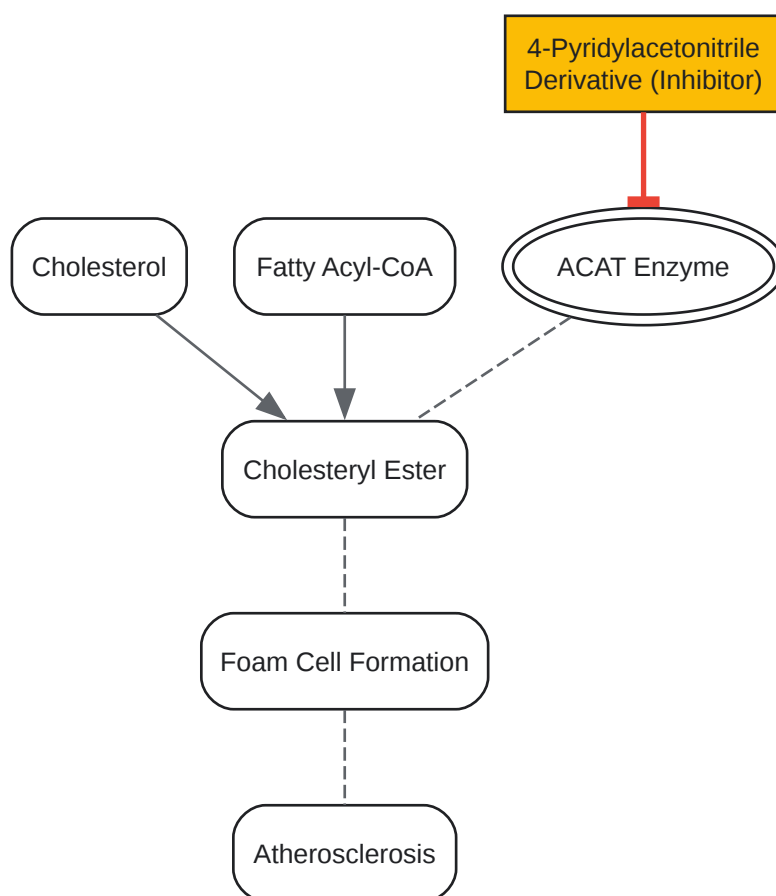 4-Pyridylacetonitrile
Derivative (Inhibitor)
Cholesterol
Fatty Acyl-CoA
ACAT Enzyme
Cholesteryl Ester
Foam Cell Formation
Atherosclerosis